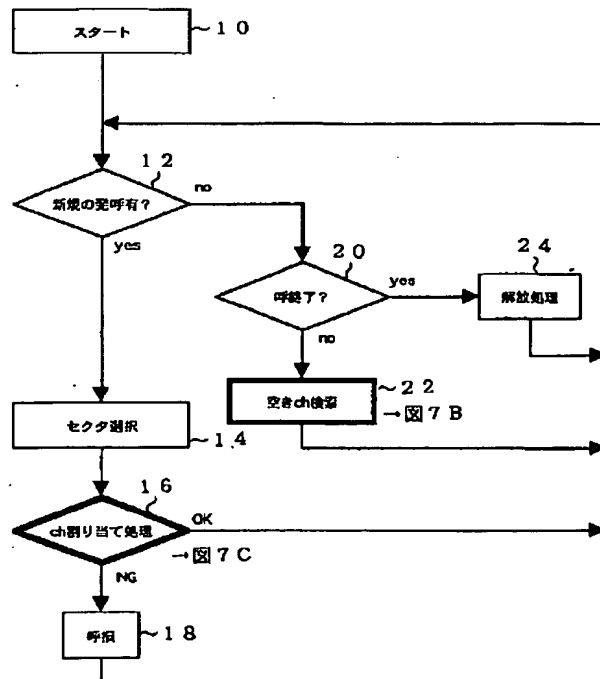 スタート
~10
12
新規の発呼有?
no
yes
20
呼終了?
yes
no
24
解放処理
22
空きch検索
→図7B
セクタ選択
~14
16
ch割り当て処理
OK
→図7C
NG
呼損
~18